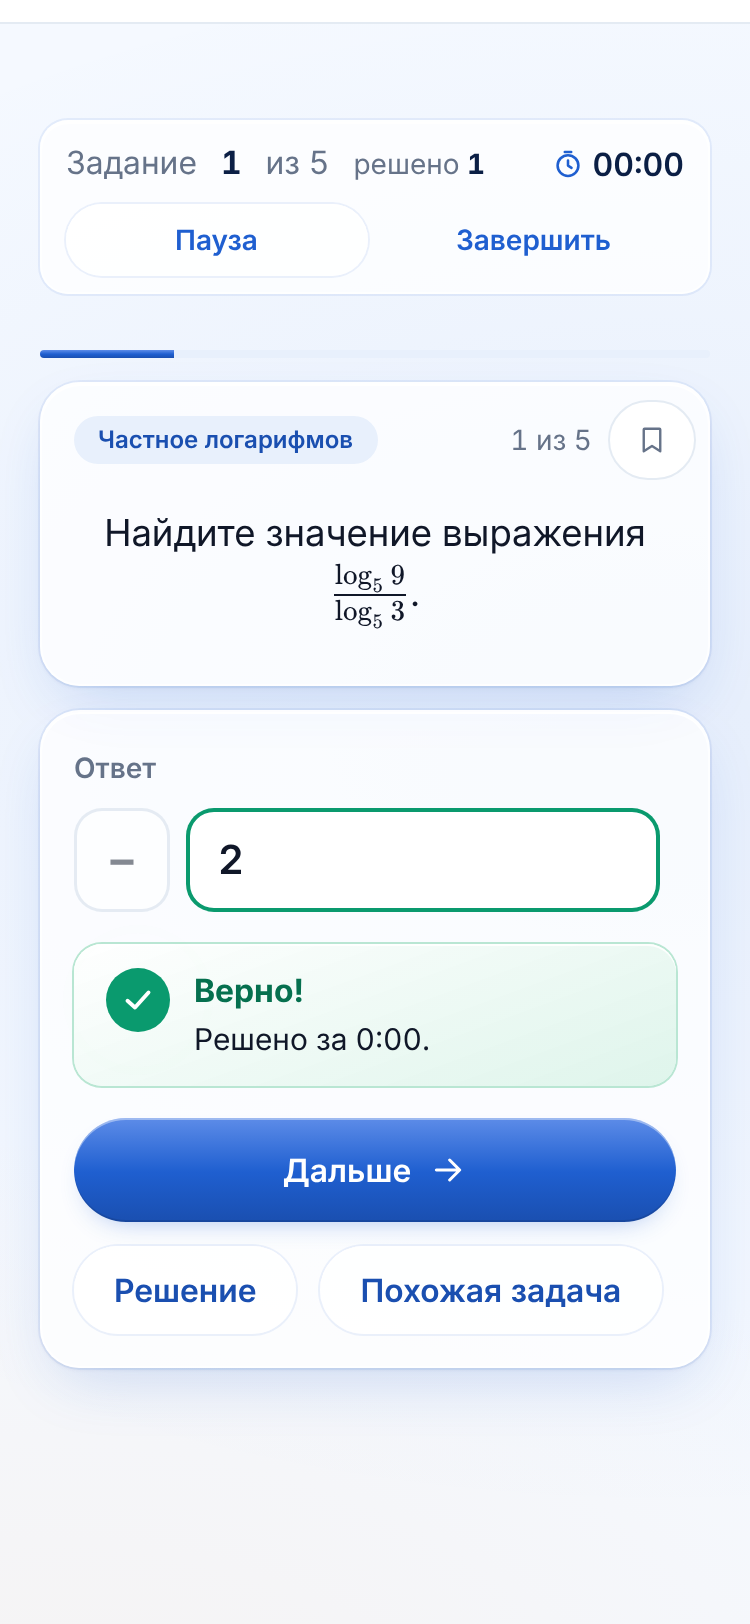 Задание 1 из 5 решено 1 00:00
Пауза Завершить
Частное логарифмов 1 из 5
Найдите значение выражения
log₅ 9
log₅ 3 .
Ответ
− 2
Верно!
Решено за 0:00.
Дальше →
Решение Похожая задача